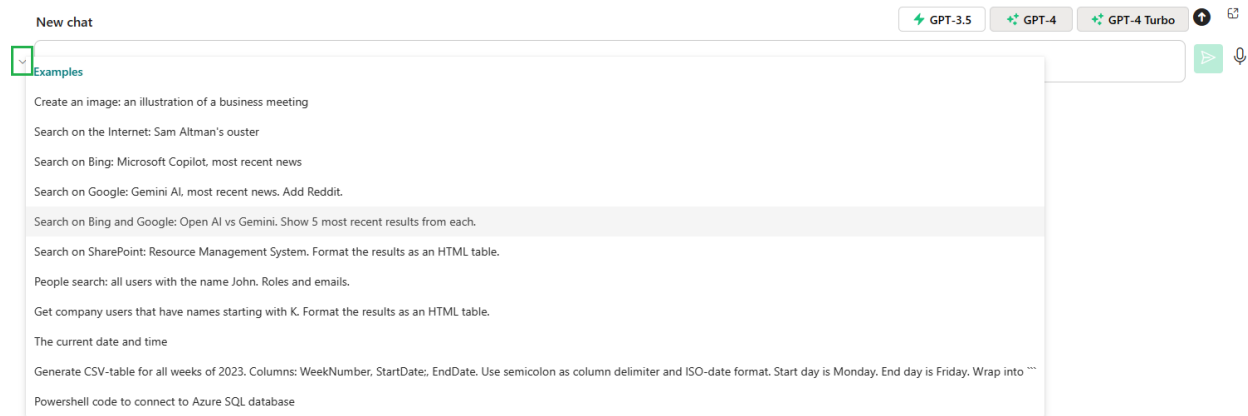 New chat
GPT-3.5
GPT-4
GPT-4 Turbo
Examples
Create an image: an illustration of a business meeting
Search on the Internet: Sam Altman's ouster
Search on Bing: Microsoft Copilot, most recent news
Search on Google: Gemini AI, most recent news. Add Reddit.
Search on Bing and Google: Open AI vs Gemini. Show 5 most recent results from each.
Search on SharePoint: Resource Management System. Format the results as an HTML table.
People search: all users with the name John. Roles and emails.
Get company users that have names starting with K. Format the results as an HTML table.
The current date and time
Generate CSV-table for all weeks of 2023. Columns: WeekNumber, StartDate;, EndDate. Use semicolon as column delimiter and ISO-date format. Start day is Monday. End day is Friday. Wrap into ```
Powershell code to connect to Azure SQL database